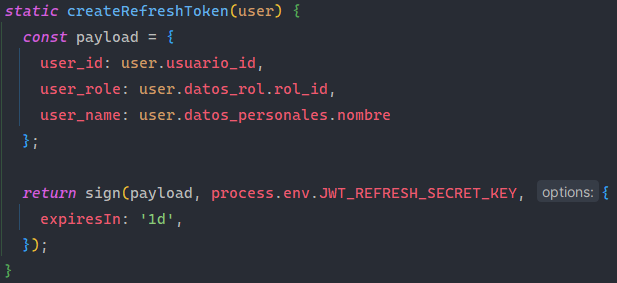 static createRefreshToken(user) {
const payload = {
user_id: user.usuario_id,
user_role: user.datos_rol.rol_id,
user_name: user.datos_personales.nombre
};
return sign(payload, process.env.JWT_REFRESH_SECRET_KEY, options: {
expiresIn: '1d',
});
}